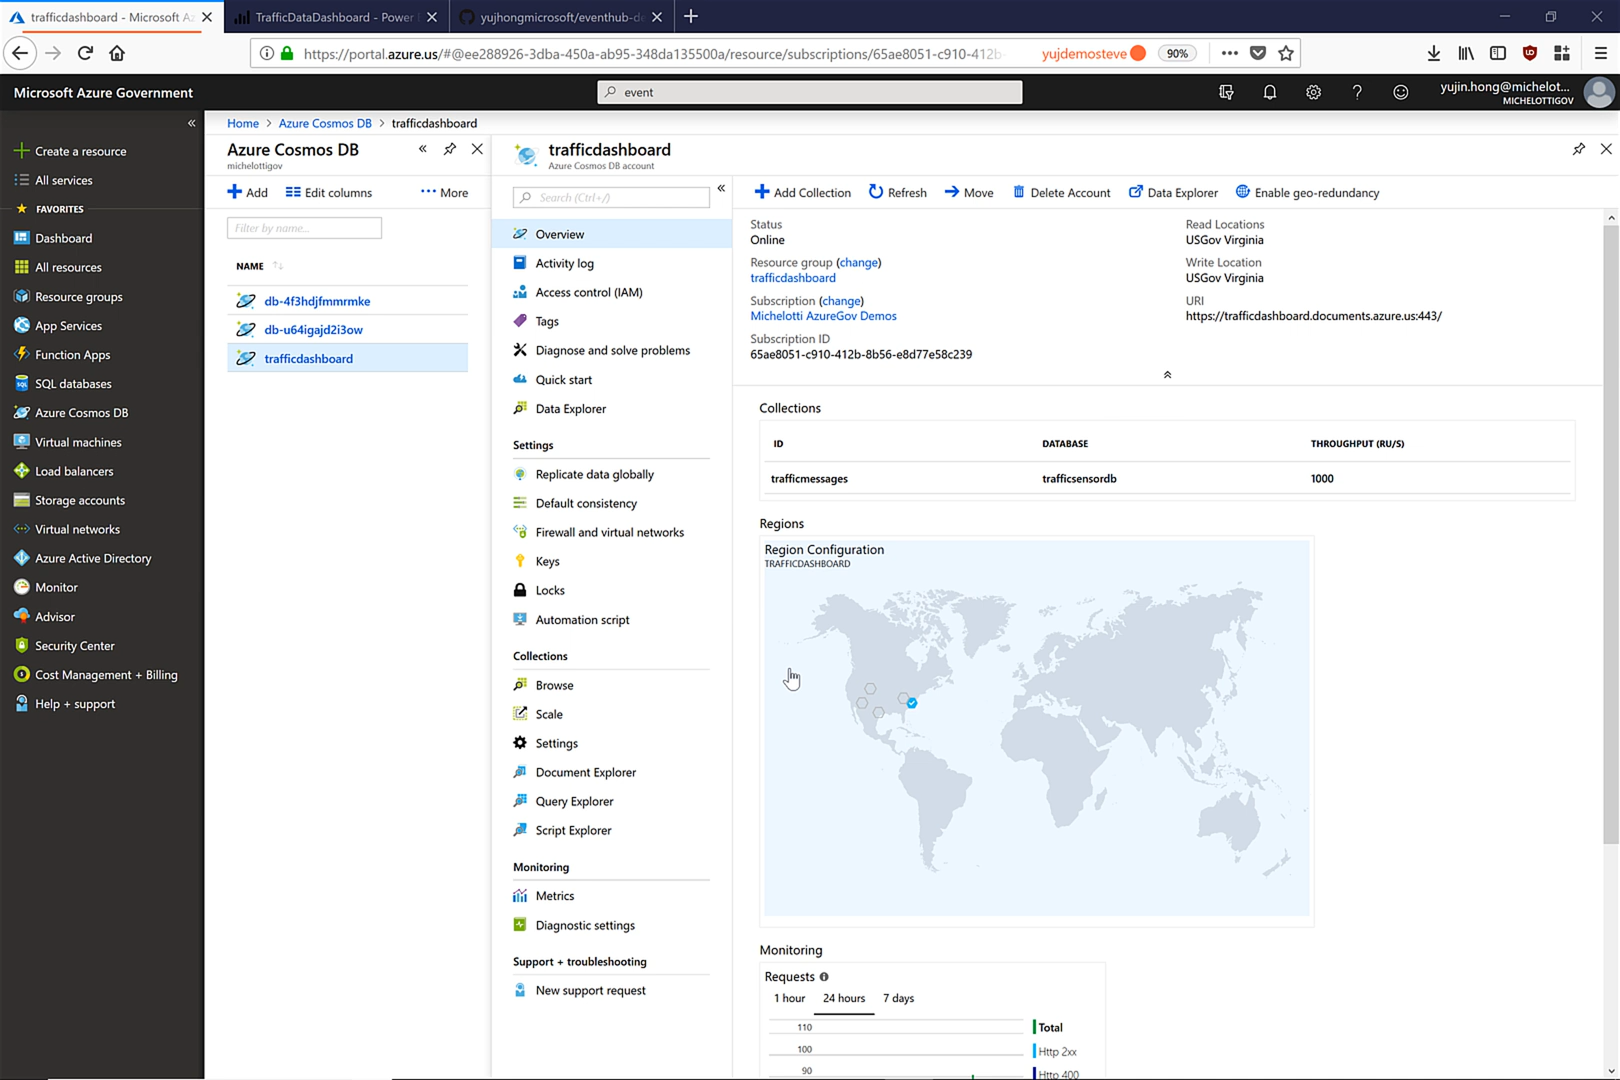 trafficdashboard - Microsoft Az
TrafficDataDashboard - Power
yujhongmicrosoft/eventhub-de
https://portal.azure.us/#@ee288926-3dba-450a-ab95-348da135500a/resource/subscriptions/65ae8051-c910-412b-
yujdemosteve
90%
Microsoft Azure Government
event
yujin.hong@michelot...
MICHELOTTIGOV
Create a resource
All services
FAVORITES
Dashboard
All resources
Resource groups
App Services
Function Apps
SQL databases
Azure Cosmos DB
Virtual machines
Load balancers
Storage accounts
Virtual networks
Azure Active Directory
Monitor
Advisor
Security Center
Cost Management + Billing
Help + support
Home > Azure Cosmos DB > trafficdashboard
Azure Cosmos DB
michelottigov
Add
Edit columns
More
Filter by name...
NAME
db-4f3hdjfmmrmke
db-u64igajd2i3ow
trafficdashboard
trafficdashboard
Azure Cosmos DB account
Search (Ctrl+/)
Overview
Activity log
Access control (IAM)
Tags
Diagnose and solve problems
Quick start
Data Explorer
Settings
Replicate data globally
Default consistency
Firewall and virtual networks
Keys
Locks
Automation script
Collections
Browse
Scale
Settings
Document Explorer
Query Explorer
Script Explorer
Monitoring
Metrics
Diagnostic settings
Support + troubleshooting
New support request
Add Collection
Refresh
Move
Delete Account
Data Explorer
Enable geo-redundancy
Status
Online
Resource group (change)
trafficdashboard
Subscription (change)
Michelotti AzureGov Demos
Subscription ID
65ae8051-c910-412b-8b56-e8d77e58c239
Read Locations
USGov Virginia
Write Location
USGov Virginia
URI
https://trafficdashboard.documents.azure.us:443/
Collections
ID DATABASE THROUGHPUT (RU/S)
trafficmessages trafficsensordb 1000
Regions
Region Configuration
TRAFFICDASHBOARD
Monitoring
Requests
1 hour 24 hours 7 days
110
100
90
Total
Http 2xx
Http 400